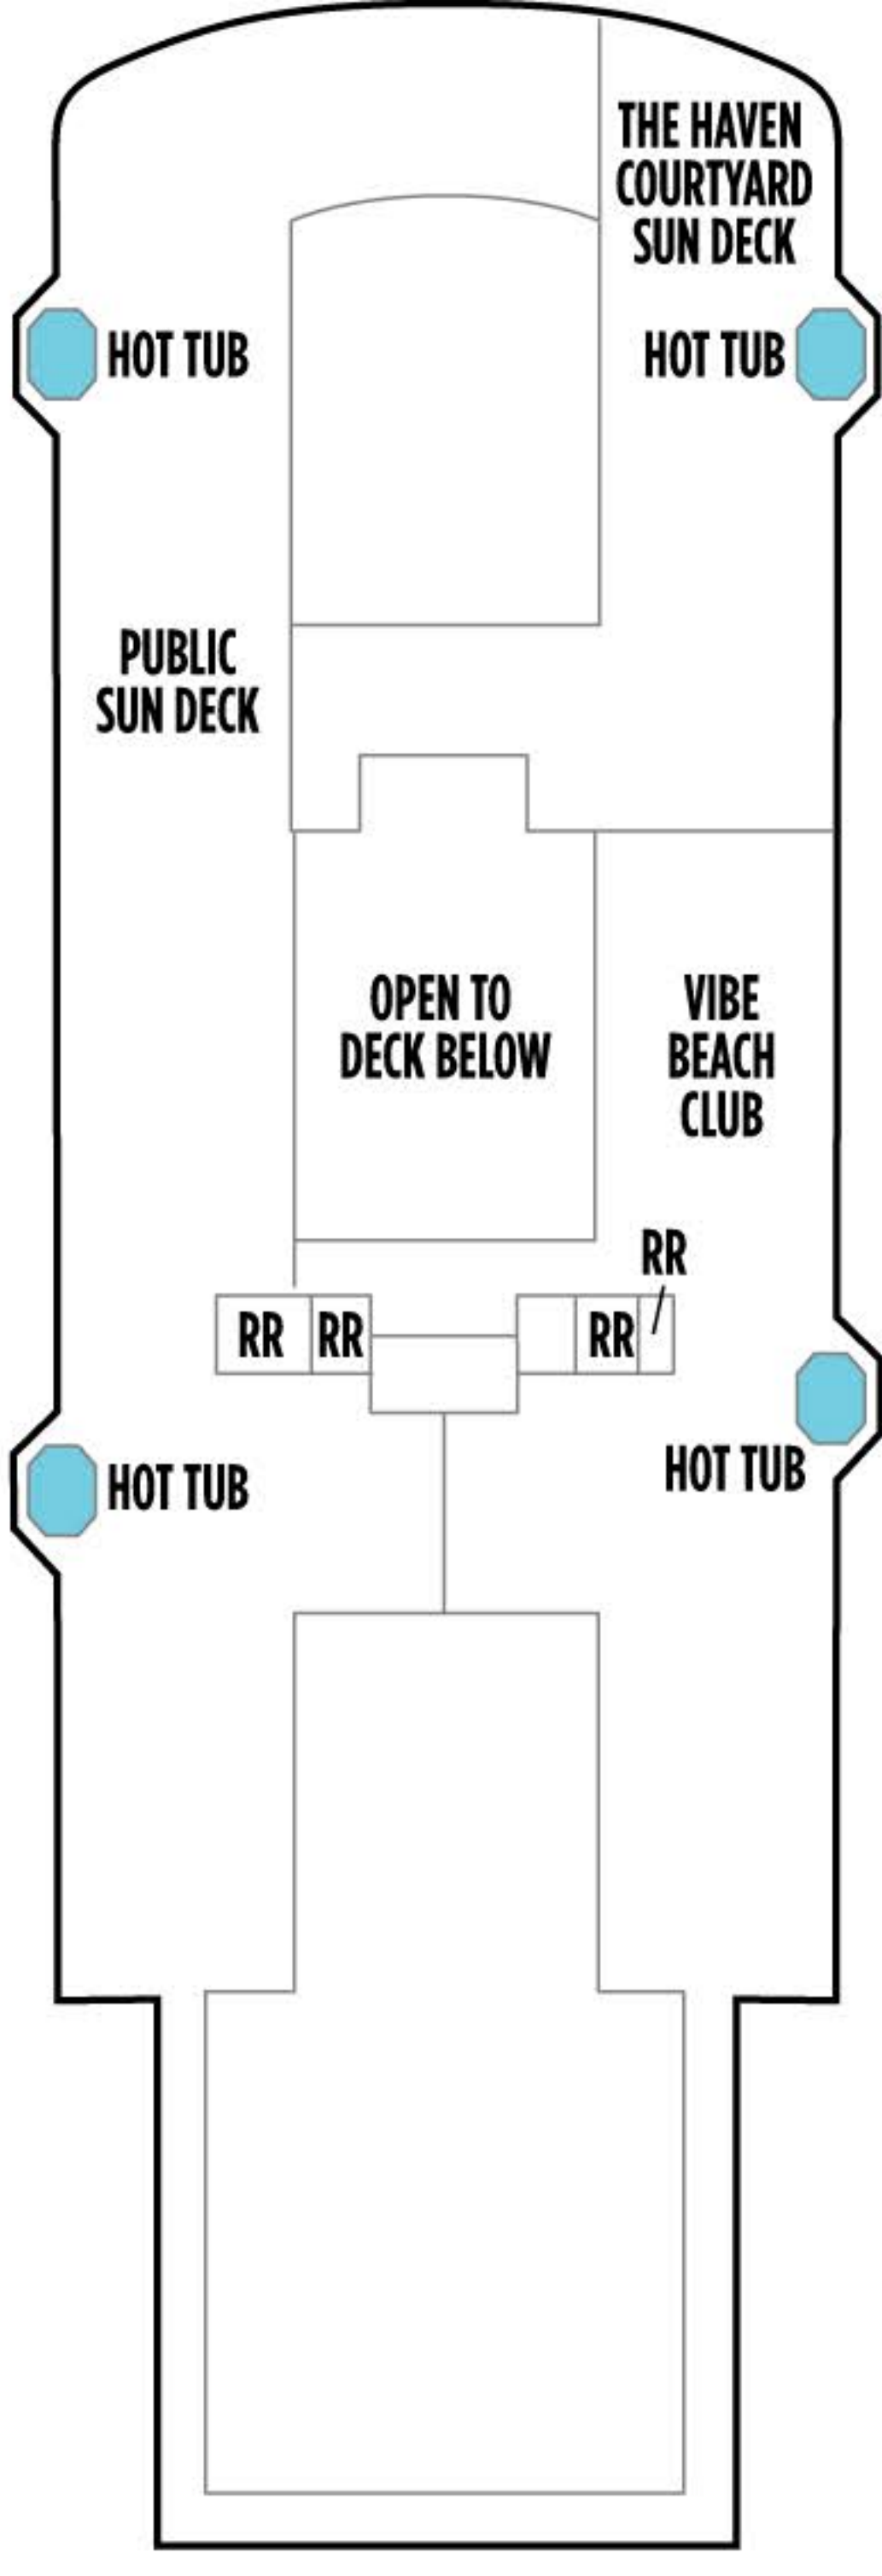 THE HAVEN
COURTYARD
SUN DECK
HOT TUB
HOT TUB
PUBLIC
SUN DECK
OPEN TO
DECK BELOW
VIBE
BEACH
CLUB
RR
RR
RR
RR
HOT TUB
HOT TUB